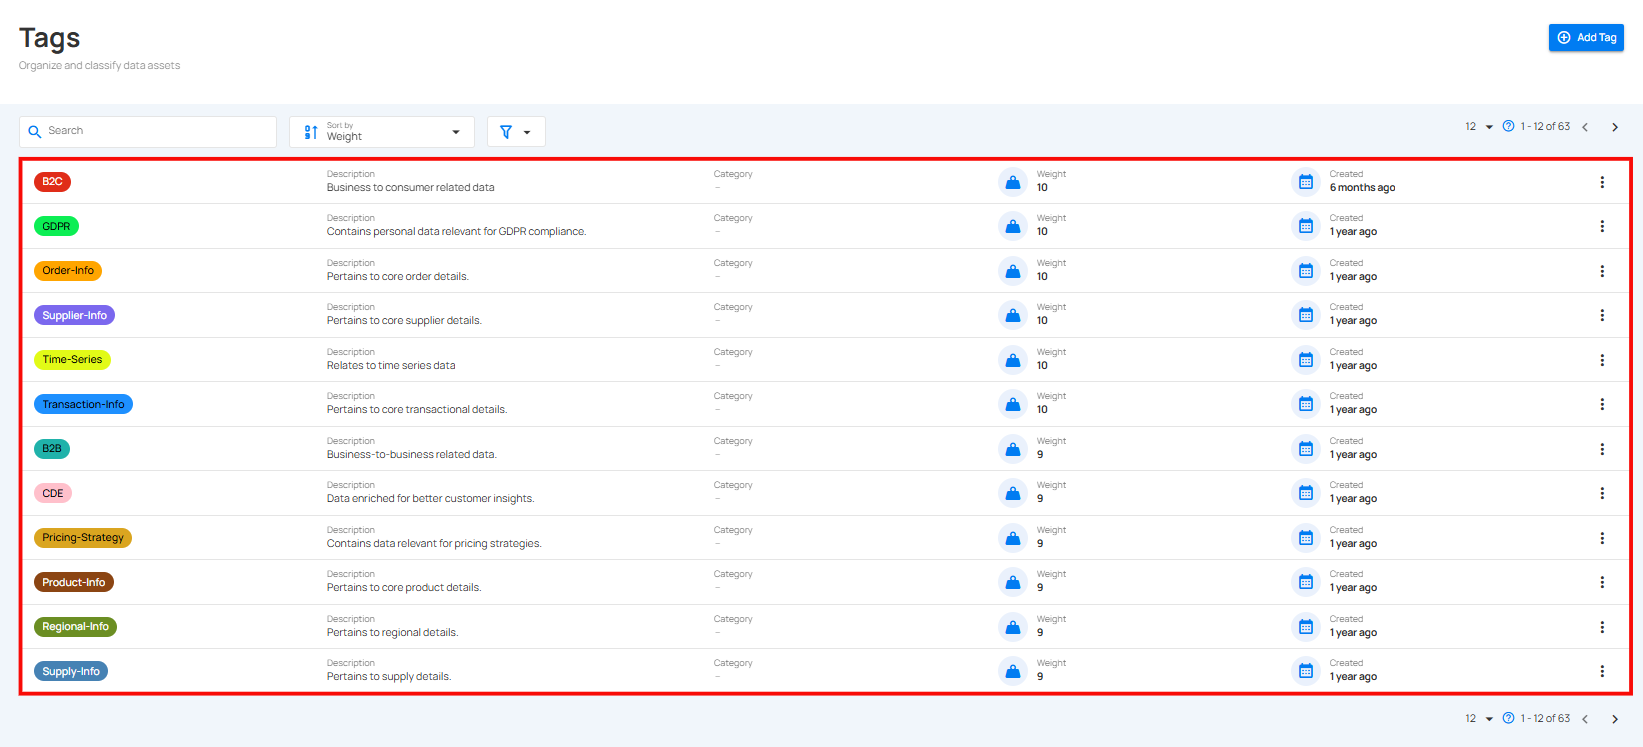 Tags
Add Tag
Organize and classify data assets
Search
Sort by
Weight
12 1 - 12 of 63
B2C Description Category Weight Created
Business to consumer related data – 10 6 months ago
GDPR Description Category Weight Created
Contains personal data relevant for GDPR compliance. – 10 1 year ago
Order-Info Description Category Weight Created
Pertains to core order details. – 10 1 year ago
Supplier-Info Description Category Weight Created
Pertains to core supplier details. – 10 1 year ago
Time-Series Description Category Weight Created
Relates to time series data – 10 1 year ago
Transaction-Info Description Category Weight Created
Pertains to core transactional details. – 10 1 year ago
B2B Description Category Weight Created
Business-to-business related data. – 9 1 year ago
CDE Description Category Weight Created
Data enriched for better customer insights. – 9 1 year ago
Pricing-Strategy Description Category Weight Created
Contains data relevant for pricing strategies. – 9 1 year ago
Product-Info Description Category Weight Created
Pertains to core product details. – 9 1 year ago
Regional-Info Description Category Weight Created
Pertains to regional details. – 9 1 year ago
Supply-Info Description Category Weight Created
Pertains to supply details. – 9 1 year ago
12 1 - 12 of 63